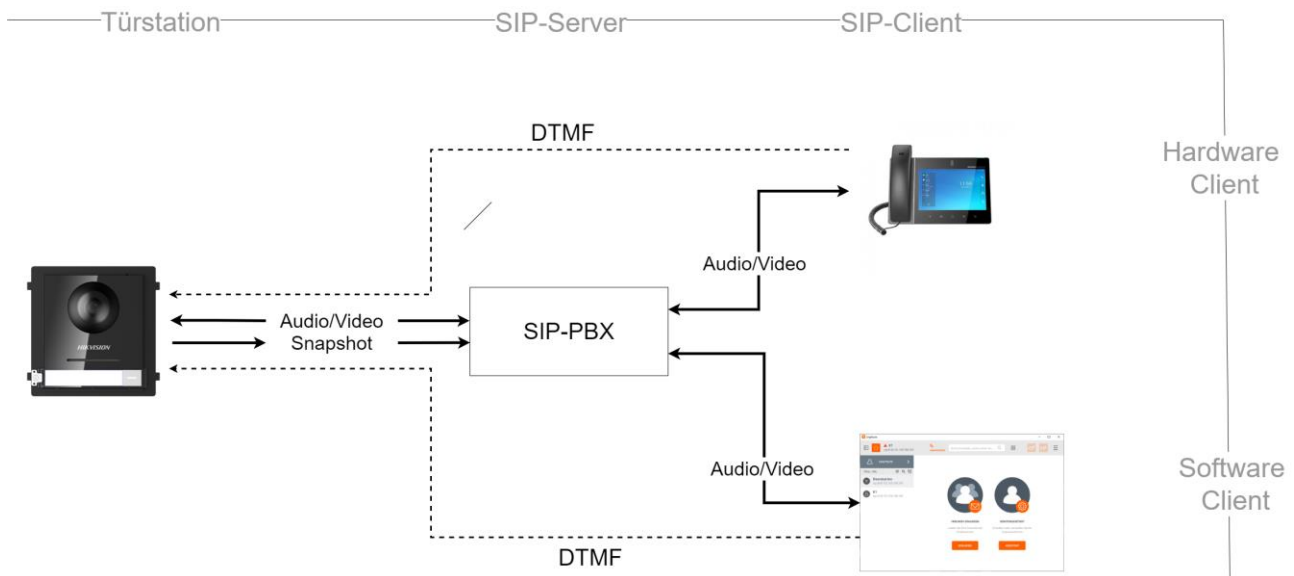 Türstation
SIP-Server
SIP-Client
DTMF
Hardware
Client
Audio/Video
HIKVISION
Audio/Video
Snapshot
SIP-PBX
Audio/Video
Software
Client
DTMF